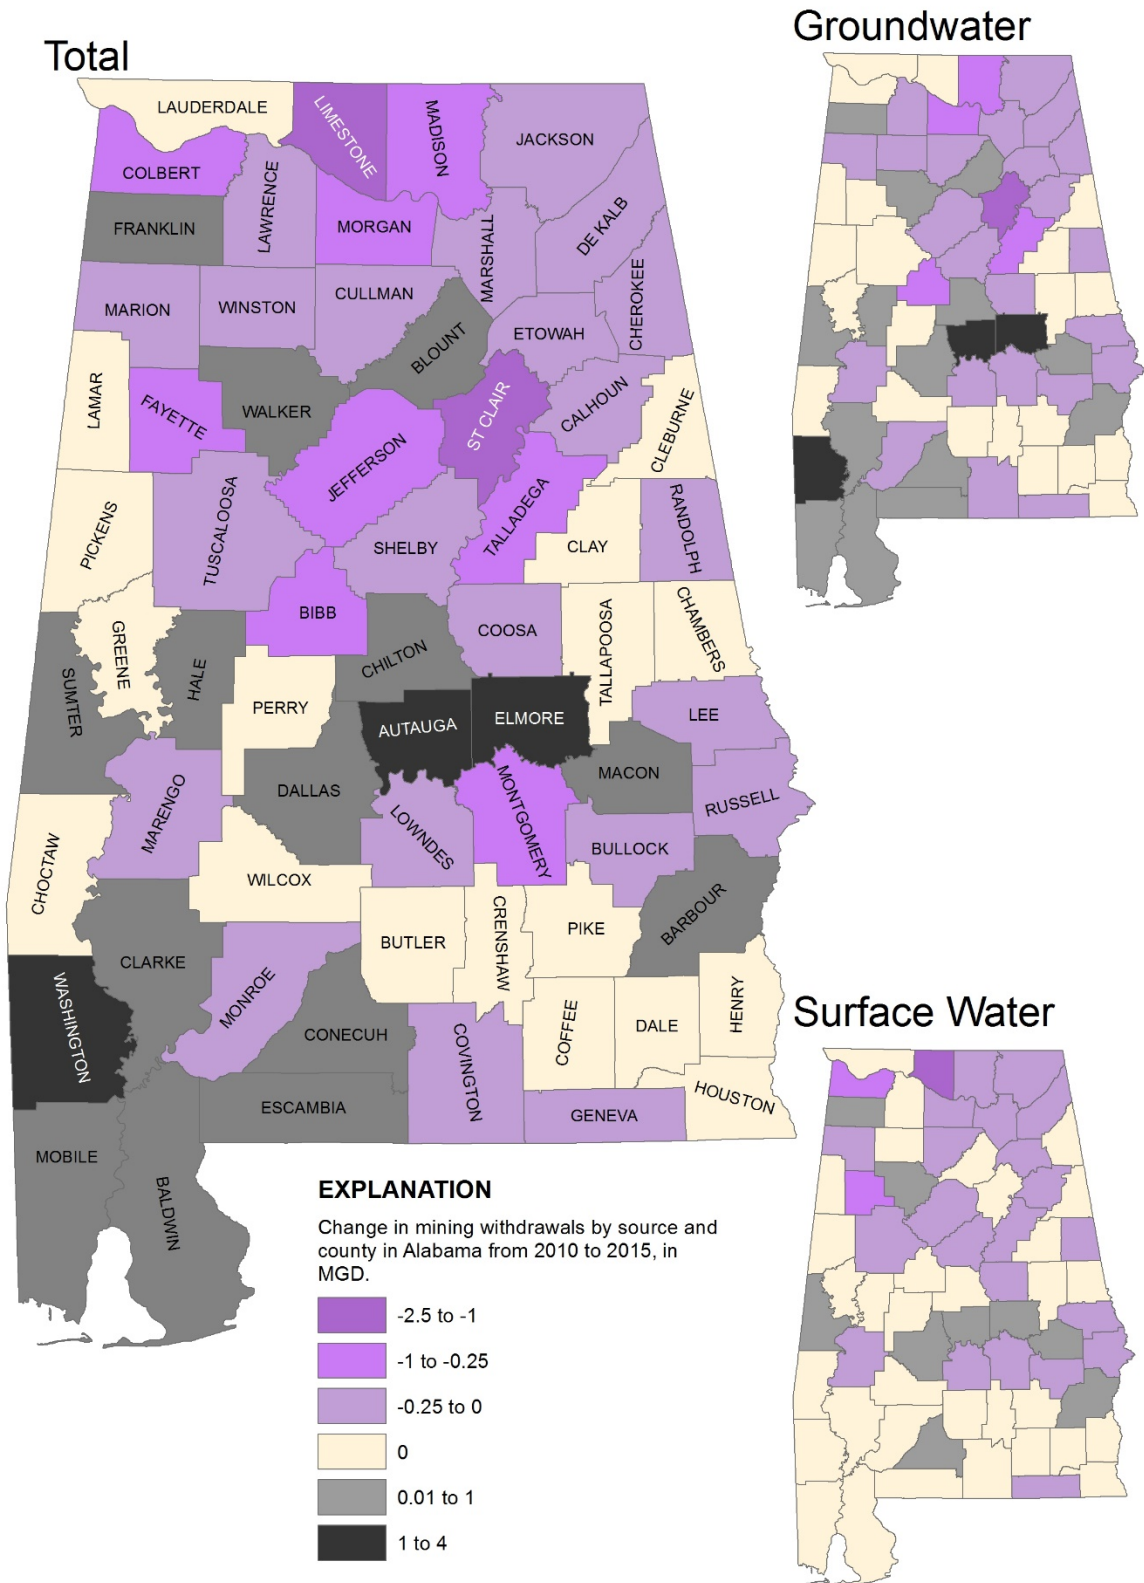 Total
Groundwater
LAUDERDALE
LIMESTONE
MADISON
JACKSON
COLBERT
LAWRENCE
FRANKLIN
MORGAN
MARSHALL
DE KALB
CHEROKEE
MARION
WINSTON
CULLMAN
BLOUNT
ETOWAH
LAMAR
FAYETTE
WALKER
ST CLAIR
CALHOUN
CLEBURNE
JEFFERSON
PICKENS
TUSCALOOSA
SHELBY
TALLADEGA
CLAY
RANDOLPH
BIBB
COOSA
TALLAPOOSA
CHAMBERS
GREENE
HALE
CHILTON
SUMTER
PERRY
AUTAUGA
ELMORE
LEE
MACON
RUSSELL
DALLAS
MARENGO
LOWNDES
MONTGOMERY
BULLOCK
CHOCTAW
WILCOX
BARBOUR
BUTLER
CRENSHAW
PIKE
CLARKE
MONROE
WASHINGTON
CONECUH
COVINGTON
COFFEE
DALE
HENRY
Surface Water
ESCAMBIA
GENEVA
HOUSTON
MOBILE
BALDWIN
EXPLANATION
Change in mining withdrawals by source and
county in Alabama from 2010 to 2015, in
MGD.
-2.5 to -1
-1 to -0.25
-0.25 to 0
0
0.01 to 1
1 to 4